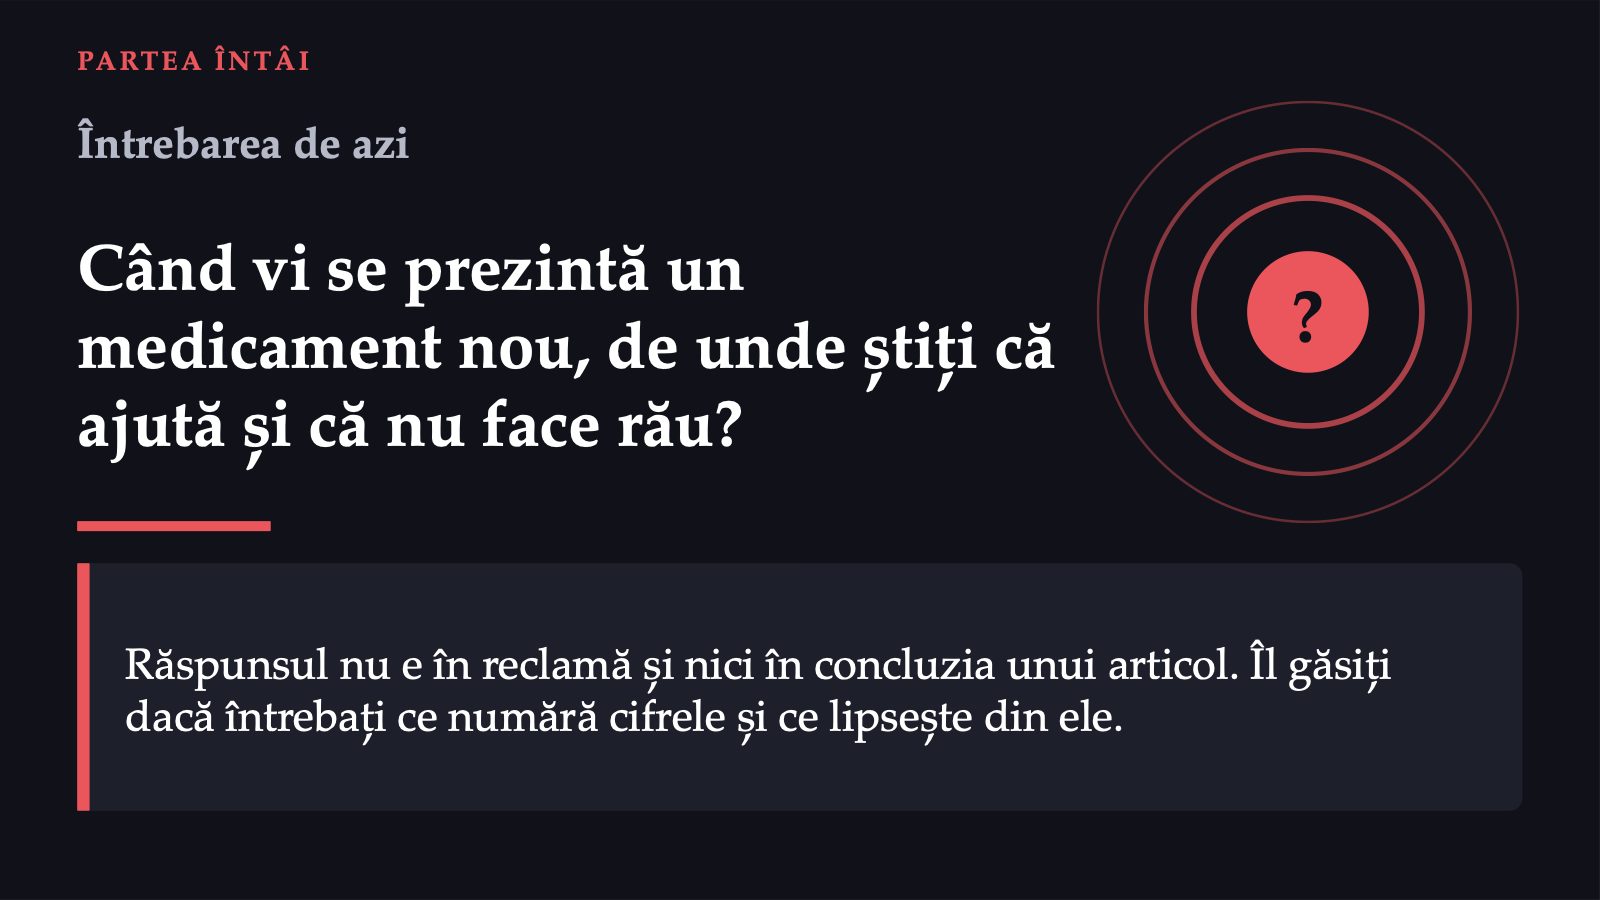 PARTEA ÎNTÂI
Întrebarea de azi
Când vi se prezintă un
medicament nou, de unde știți că
ajută și că nu face rău?
?
Răspunsul nu e în reclamă și nici în concluzia unui articol. Îl găsiți
dacă întrebați ce numără cifrele și ce lipsește din ele.